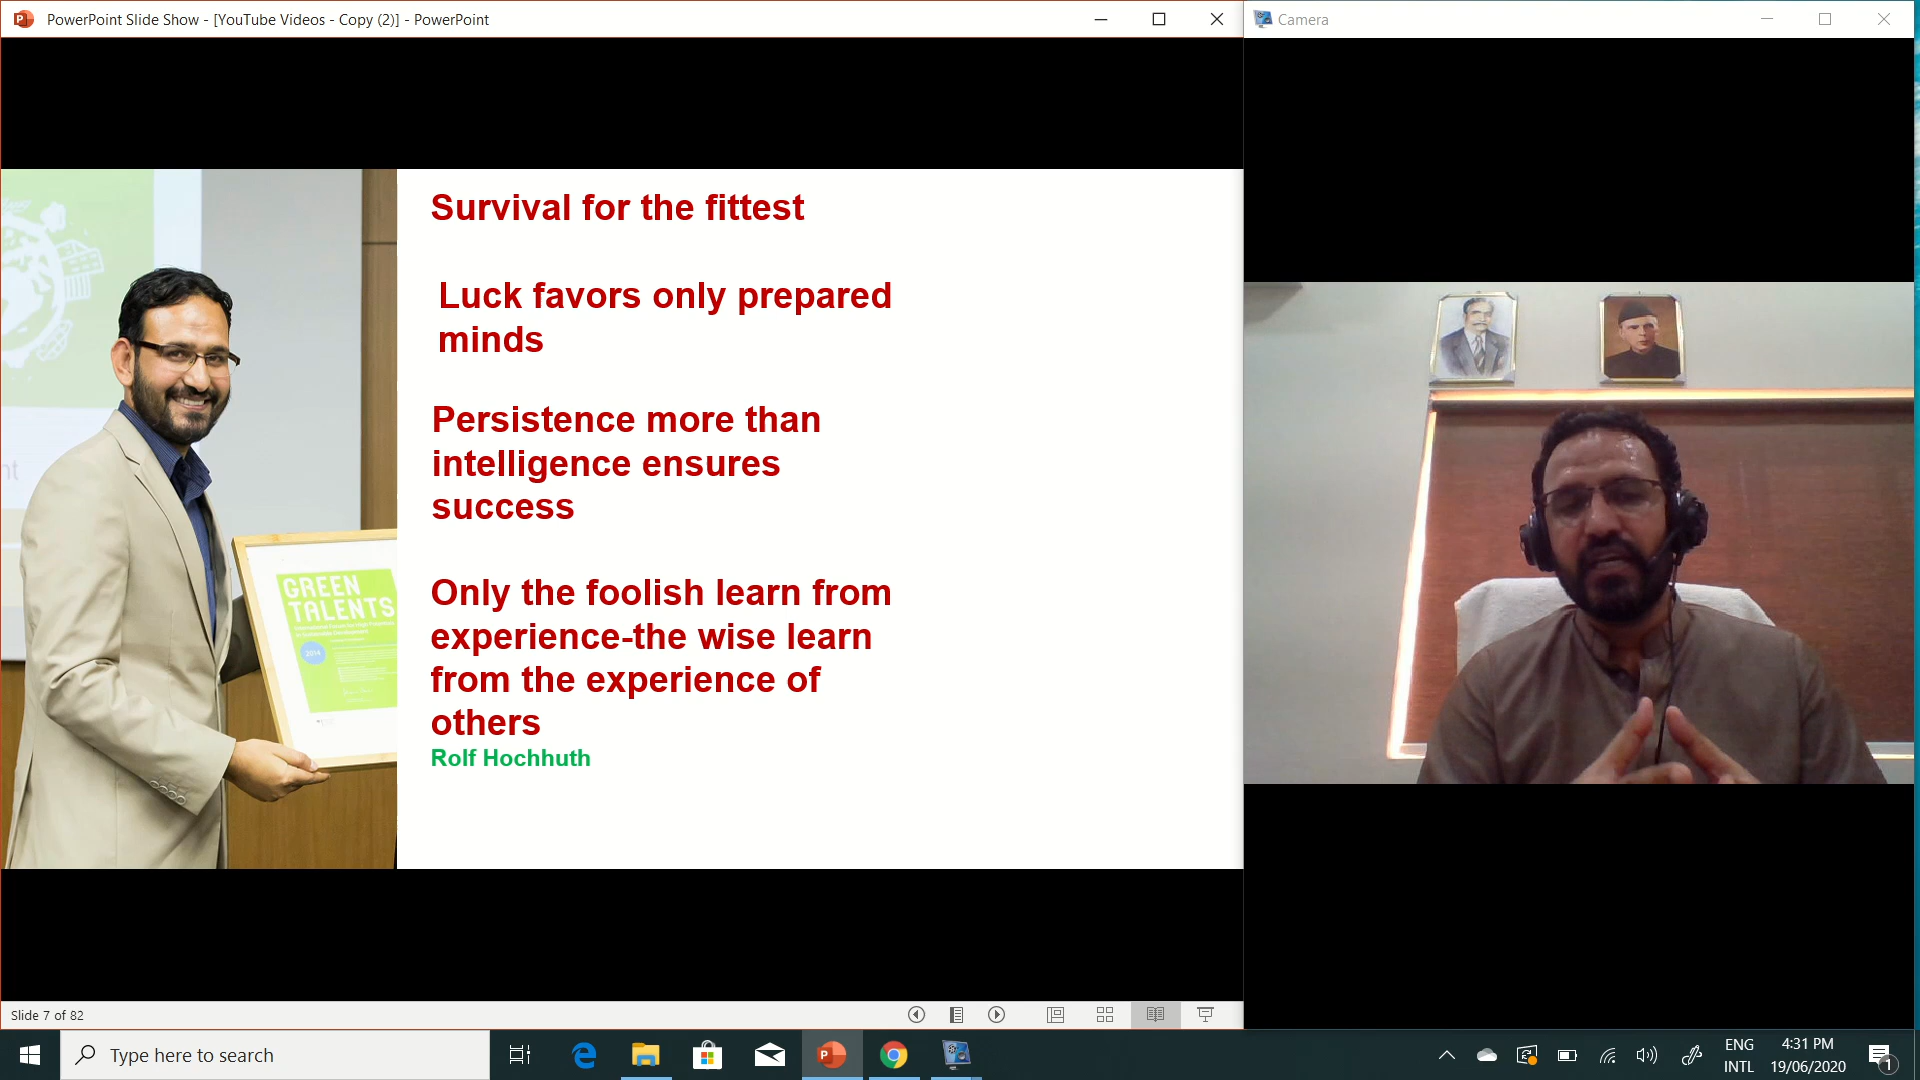 PowerPoint Slide Show - [YouTube Videos - Copy (2)] - PowerPoint
Camera
Survival for the fittest
Luck favors only prepared
minds
Persistence more than
intelligence ensures
success
Only the foolish learn from
experience-the wise learn
from the experience of
others
Rolf Hochhuth
nt
GREEN
TALENTS
2014
Slide 7 of 82
Type here to search
ENG
INTL
4:31 PM
19/06/2020
1